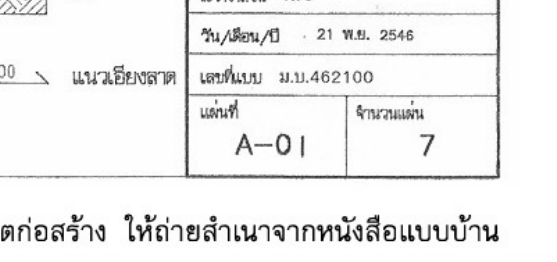 วัน/เดือน/ปี 21 พ.ย. 2546
00 แนวเอียงลาด
เลขที่แบบ ม.บ.462100
แผ่นที่ จำนวนแผ่น
A-01 7
ตก่อสร้าง ให้ถ่ายสำเนาจากหนังสือแบบบ้าน